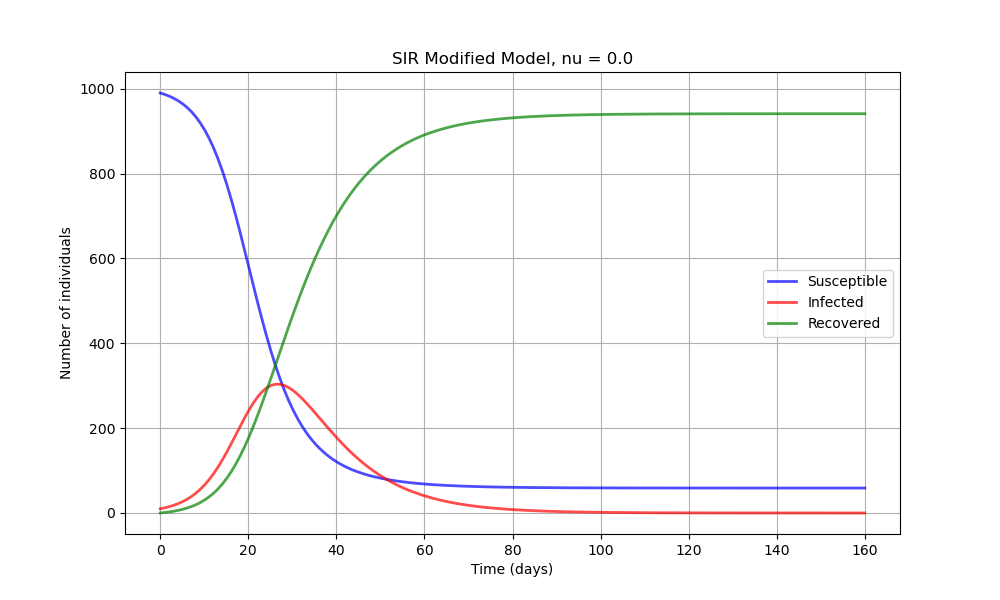 SIR Modified Model, nu = 0.0
Number of individuals
1000
800
600
400
200
0
Susceptible
Infected
Recovered
0 20 40 60 80 100 120 140 160
Time (days)